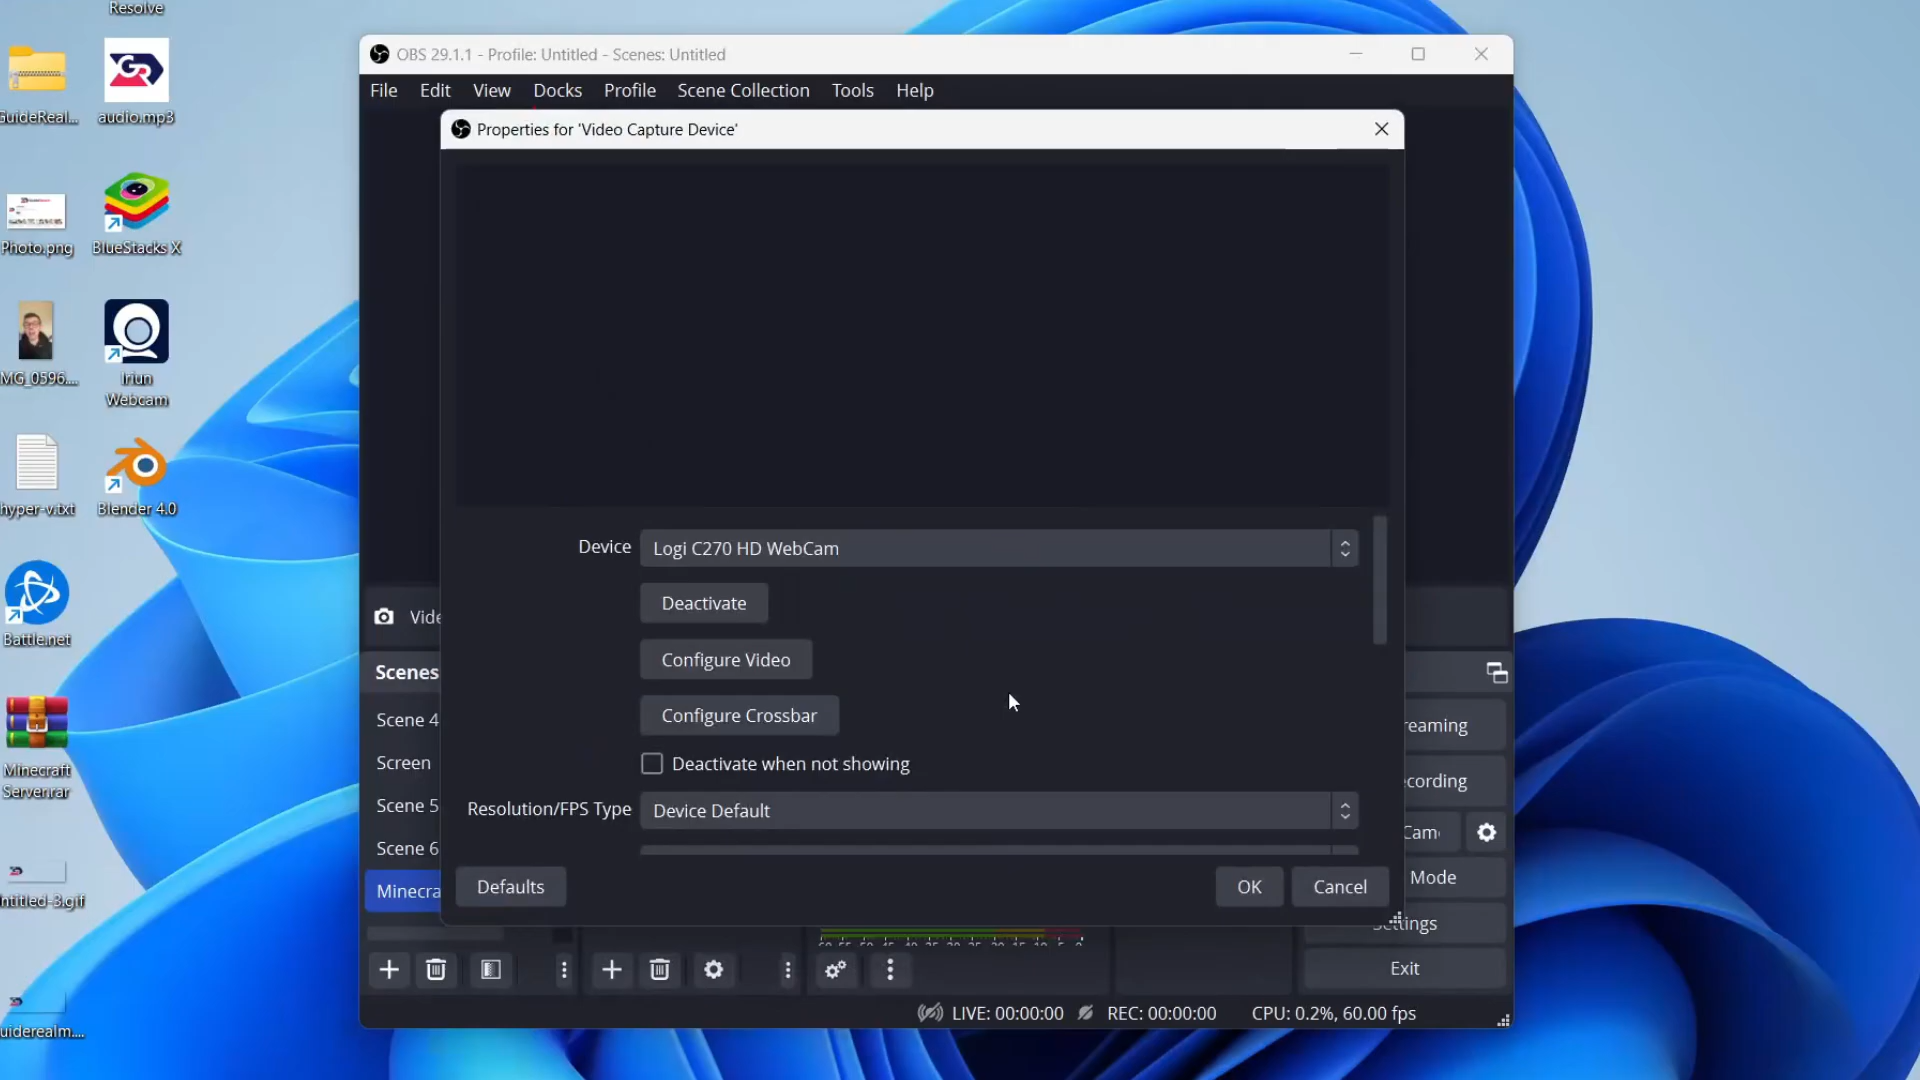 Resolve
GuideReal...
audio.mp3
Photo.png
BlueStacks X
MG_0596....
Iriun
Webcam
hyper-v.txt
Blender 4.0
Battle.net
Minecraft
Server.rar
ntitled-3.gif
uiderealm....
OBS 29.1.1 - Profile: Untitled - Scenes: Untitled
File Edit View Docks Profile Scene Collection Tools Help
Properties for 'Video Capture Device'
Device Logi C270 HD WebCam
Deactivate
Configure Video
Configure Crossbar
Deactivate when not showing
Resolution/FPS Type Device Default
Defaults OK Cancel
Vide
Scenes
Scene 4
Screen
Scene 5
Scene 6
Minecra
reaming
ecording
Cam
Mode
ettings
Exit
LIVE: 00:00:00 REC: 00:00:00 CPU: 0.2%, 60.00 fps